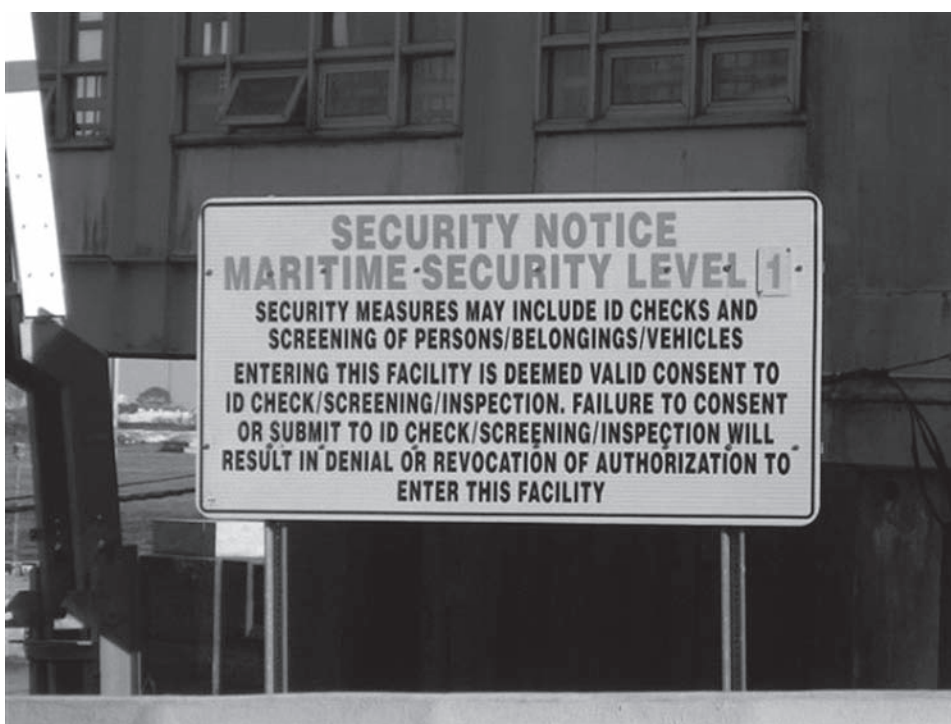 SECURITY NOTICE
MARITIME SECURITY LEVEL 1
SECURITY MEASURES MAY INCLUDE ID CHECKS AND
SCREENING OF PERSONS/BELONGINGS/VEHICLES
ENTERING THIS FACILITY IS DEEMED VALID CONSENT TO
ID CHECK/SCREENING/INSPECTION. FAILURE TO CONSENT
OR SUBMIT TO ID CHECK/SCREENING/INSPECTION WILL
RESULT IN DENIAL OR REVOCATION OF AUTHORIZATION TO
ENTER THIS FACILITY